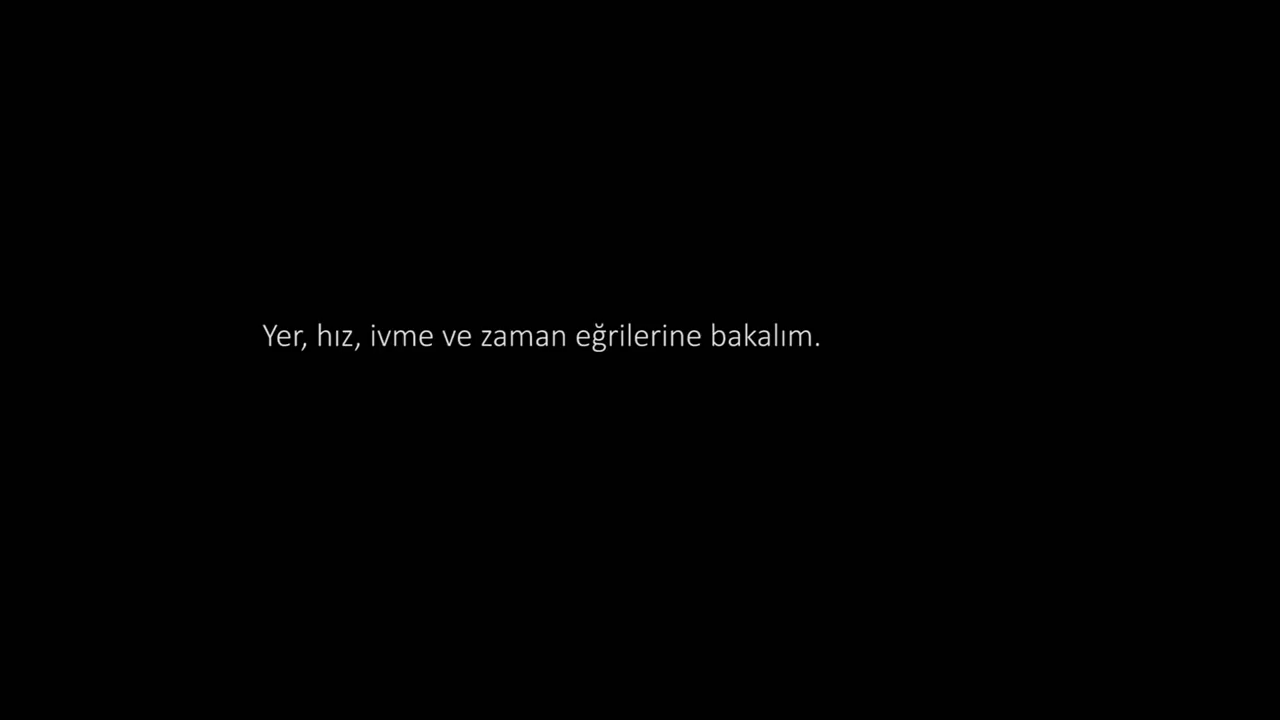 Yer, hız, ivme ve zaman eğrilerine bakalım.